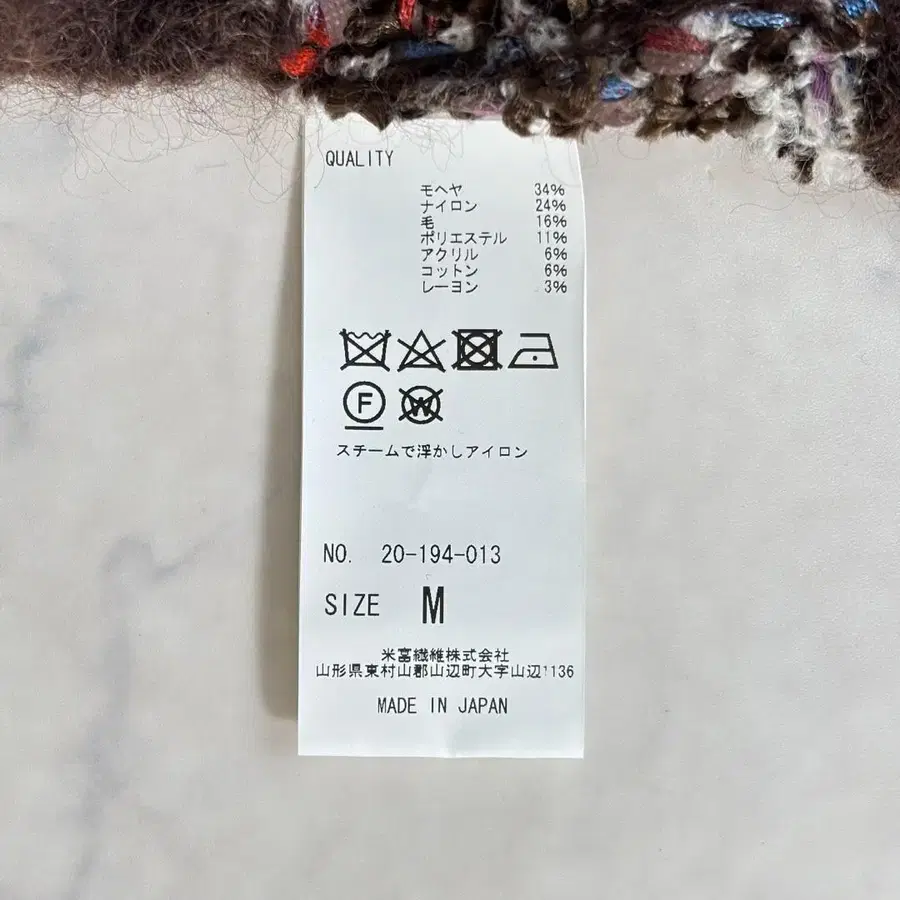 QUALITY
モヘヤ 34%
ナイロン 24%
毛 16%
ポリエステル 11%
アクリル 6%
コットン 6%
レーヨン 3%
F W
スチームで浮かしアイロン
NO. 20-194-013
SIZE M
米富繊維株式会社
山形県東村山郡山辺町大字山辺1136
MADE IN JAPAN